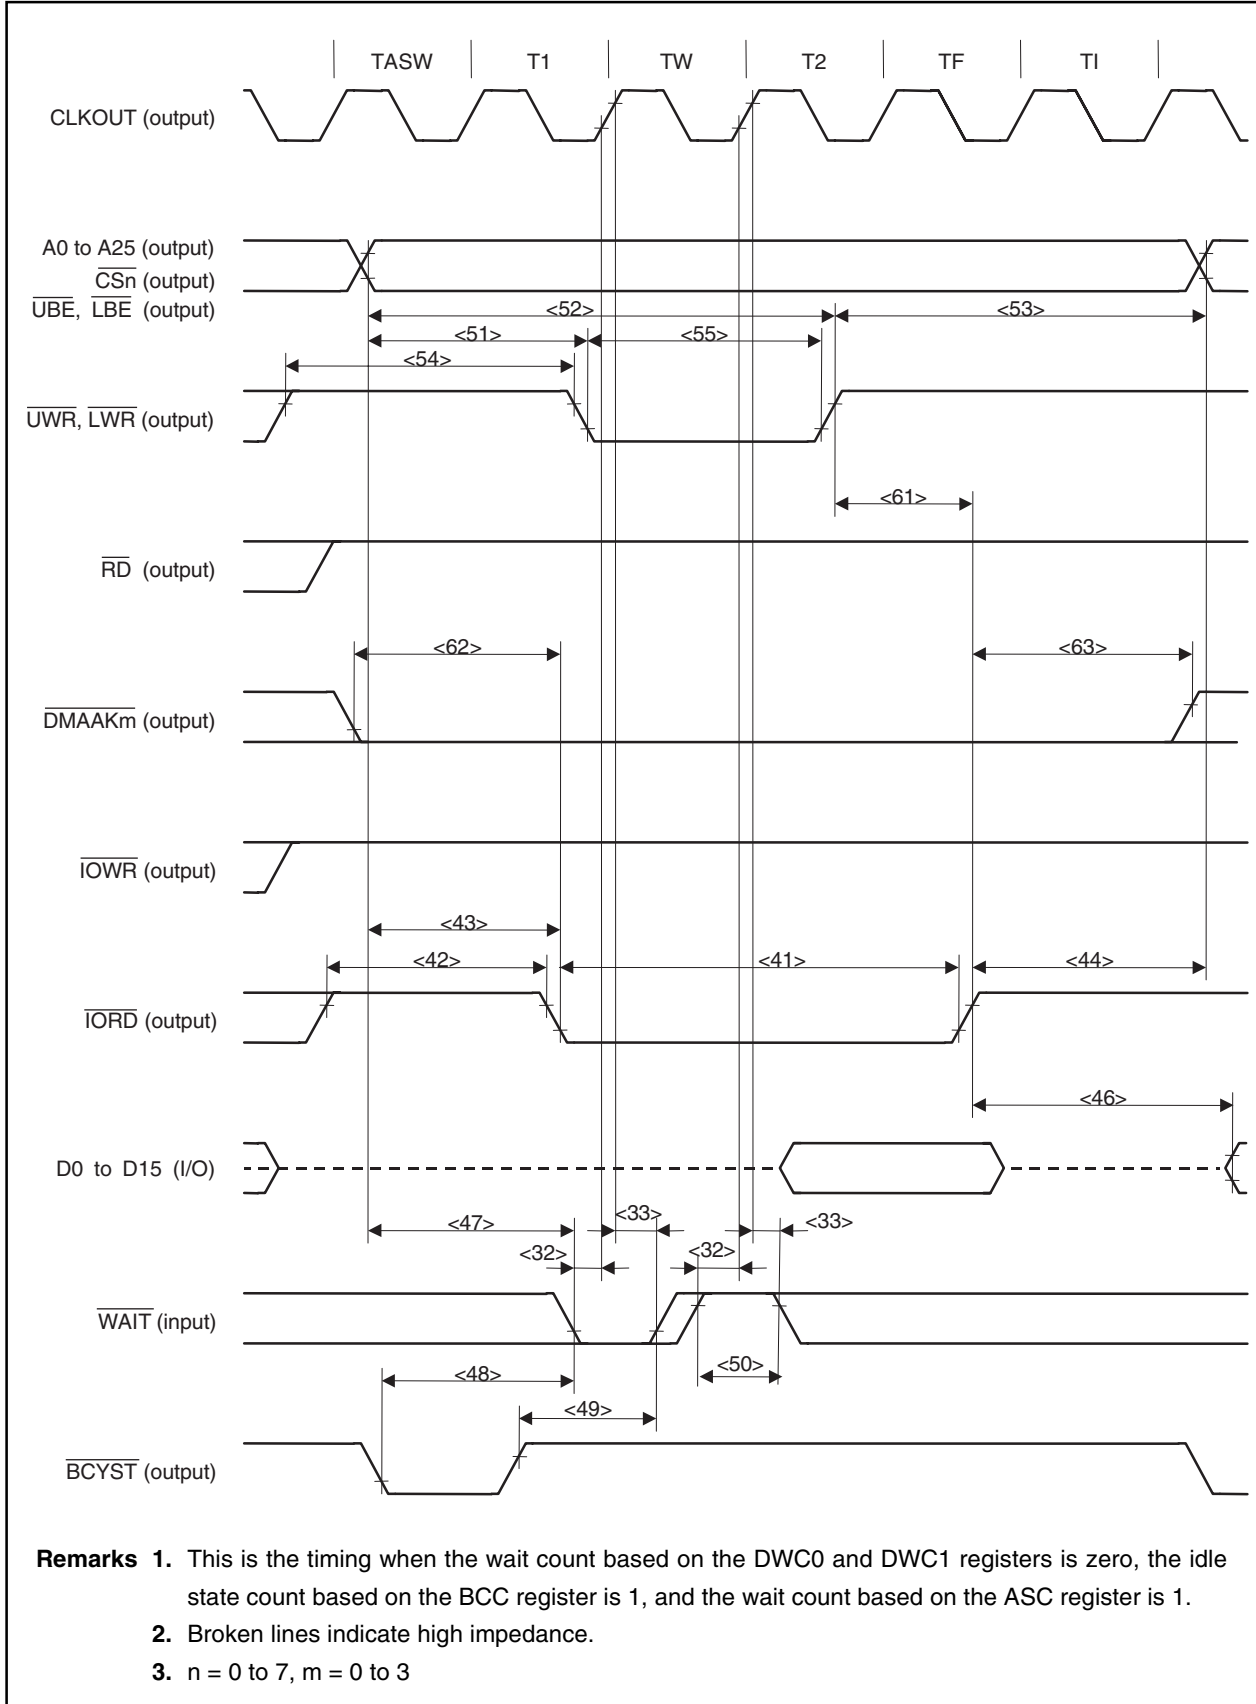 TASW T1 TW T2 TF TI
CLKOUT (output)
A0 to A25 (output)
CSn (output)
UBE, LBE (output)
<52> <53>
<51> <55>
<54>
UWR, LWR (output)
<61>
RD (output)
<62> <63>
DMAAKm (output)
IOWR (output)
<43>
<42> <41> <44>
IORD (output)
<46>
D0 to D15 (I/O)
<47> <33> <33>
<32> <32>
WAIT (input)
<48> <50>
<49>
BCYST (output)
Remarks 1. This is the timing when the wait count based on the DWC0 and DWC1 registers is zero, the idle
state count based on the BCC register is 1, and the wait count based on the ASC register is 1.
2. Broken lines indicate high impedance.
3. n = 0 to 7, m = 0 to 3